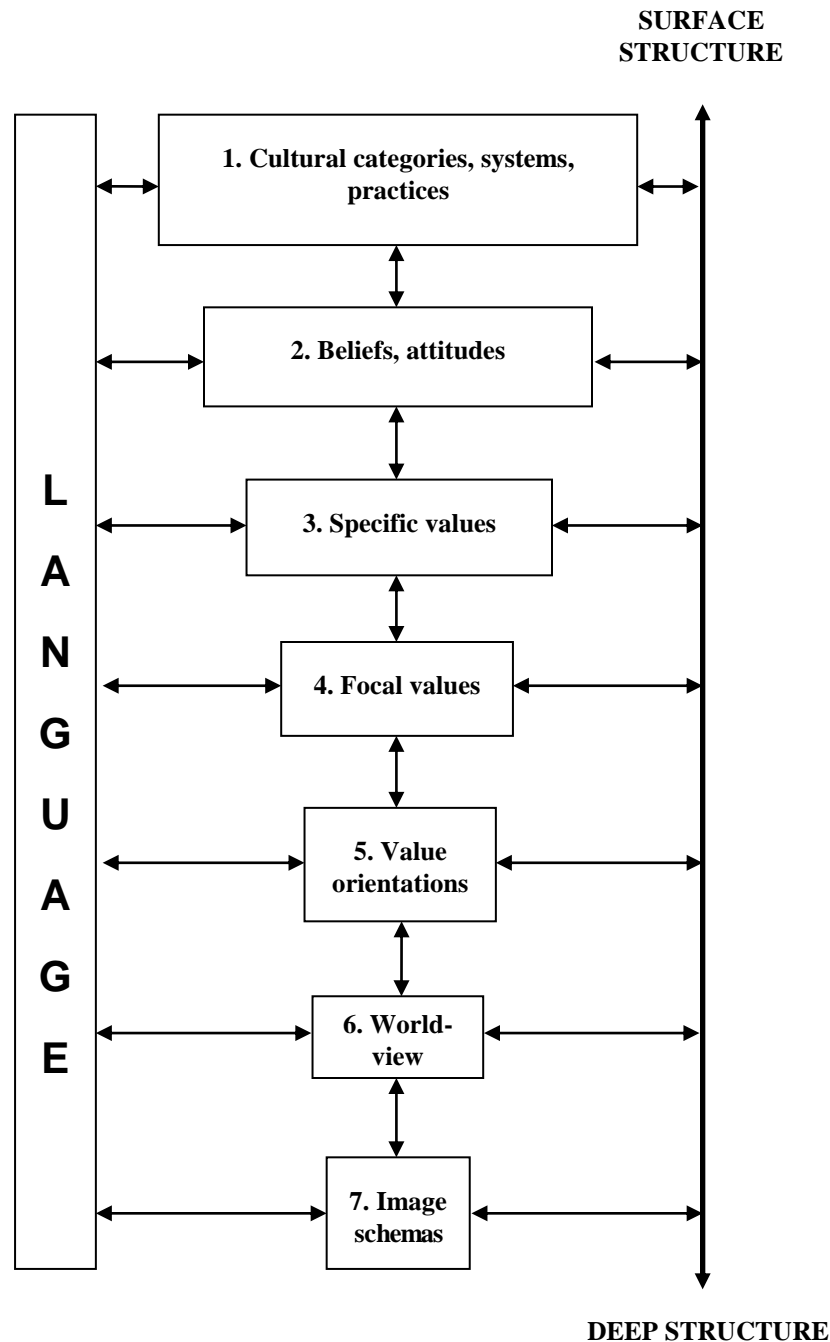 SURFACE
STRUCTURE
1. Cultural categories, systems,
practices
2. Beliefs, attitudes
3. Specific values
4. Focal values
5. Value
orientations
6. World-
view
7. Image
schemas
L
A
N
G
U
A
G
E
DEEP STRUCTURE